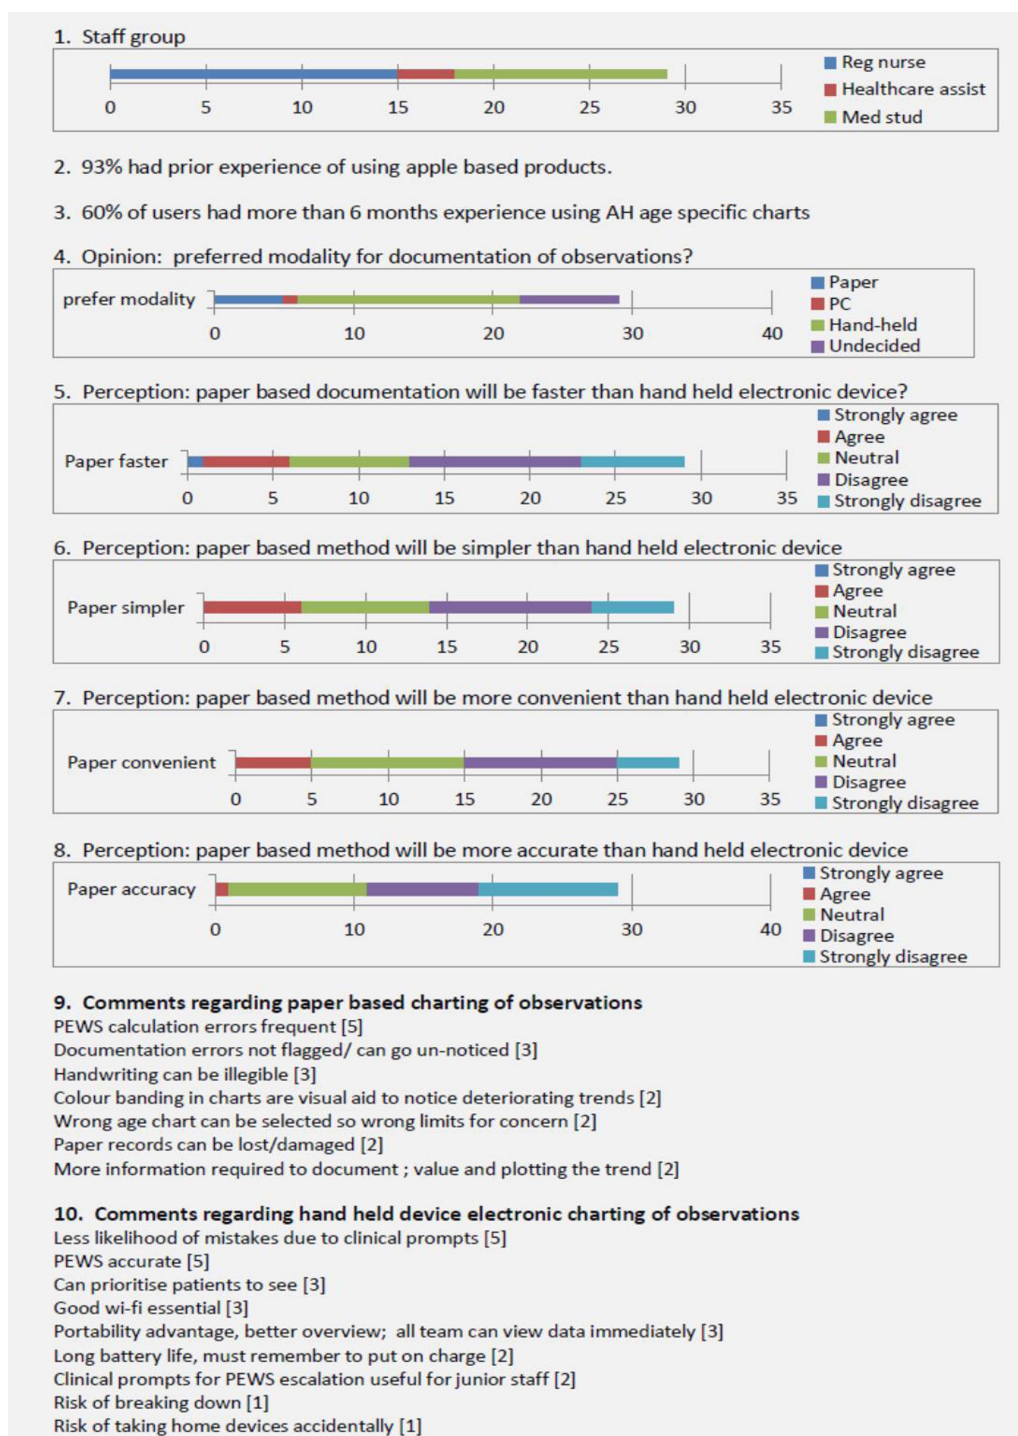 1. Staff group
Reg nurse
Healthcare assist
Med stud
0 5 10 15 20 25 30 35
2. 93% had prior experience of using apple based products.
3. 60% of users had more than 6 months experience using AH age specific charts
4. Opinion: preferred modality for documentation of observations?
prefer modality
0 10 20 30 40
Paper
PC
Hand-held
Undecided
5. Perception: paper based documentation will be faster than hand held electronic device?
Paper faster
0 5 10 15 20 25 30 35
Strongly agree
Agree
Neutral
Disagree
Strongly disagree
6. Perception: paper based method will be simpler than hand held electronic device
Paper simpler
0 5 10 15 20 25 30 35
Strongly agree
Agree
Neutral
Disagree
Strongly disagree
7. Perception: paper based method will be more convenient than hand held electronic device
Paper convenient
0 5 10 15 20 25 30 35
Strongly agree
Agree
Neutral
Disagree
Strongly disagree
8. Perception: paper based method will be more accurate than hand held electronic device
Paper accuracy
0 10 20 30 40
Strongly agree
Agree
Neutral
Disagree
Strongly disagree
9. Comments regarding paper based charting of observations
PEWS calculation errors frequent [5]
Documentation errors not flagged/ can go un-noticed [3]
Handwriting can be illegible [3]
Colour banding in charts are visual aid to notice deteriorating trends [2]
Wrong age chart can be selected so wrong limits for concern [2]
Paper records can be lost/damaged [2]
More information required to document ; value and plotting the trend [2]
10. Comments regarding hand held device electronic charting of observations
Less likelihood of mistakes due to clinical prompts [5]
PEWS accurate [5]
Can prioritise patients to see [3]
Good wi-fi essential [3]
Portability advantage, better overview; all team can view data immediately [3]
Long battery life, must remember to put on charge [2]
Clinical prompts for PEWS escalation useful for junior staff [2]
Risk of breaking down [1]
Risk of taking home devices accidentally [1]